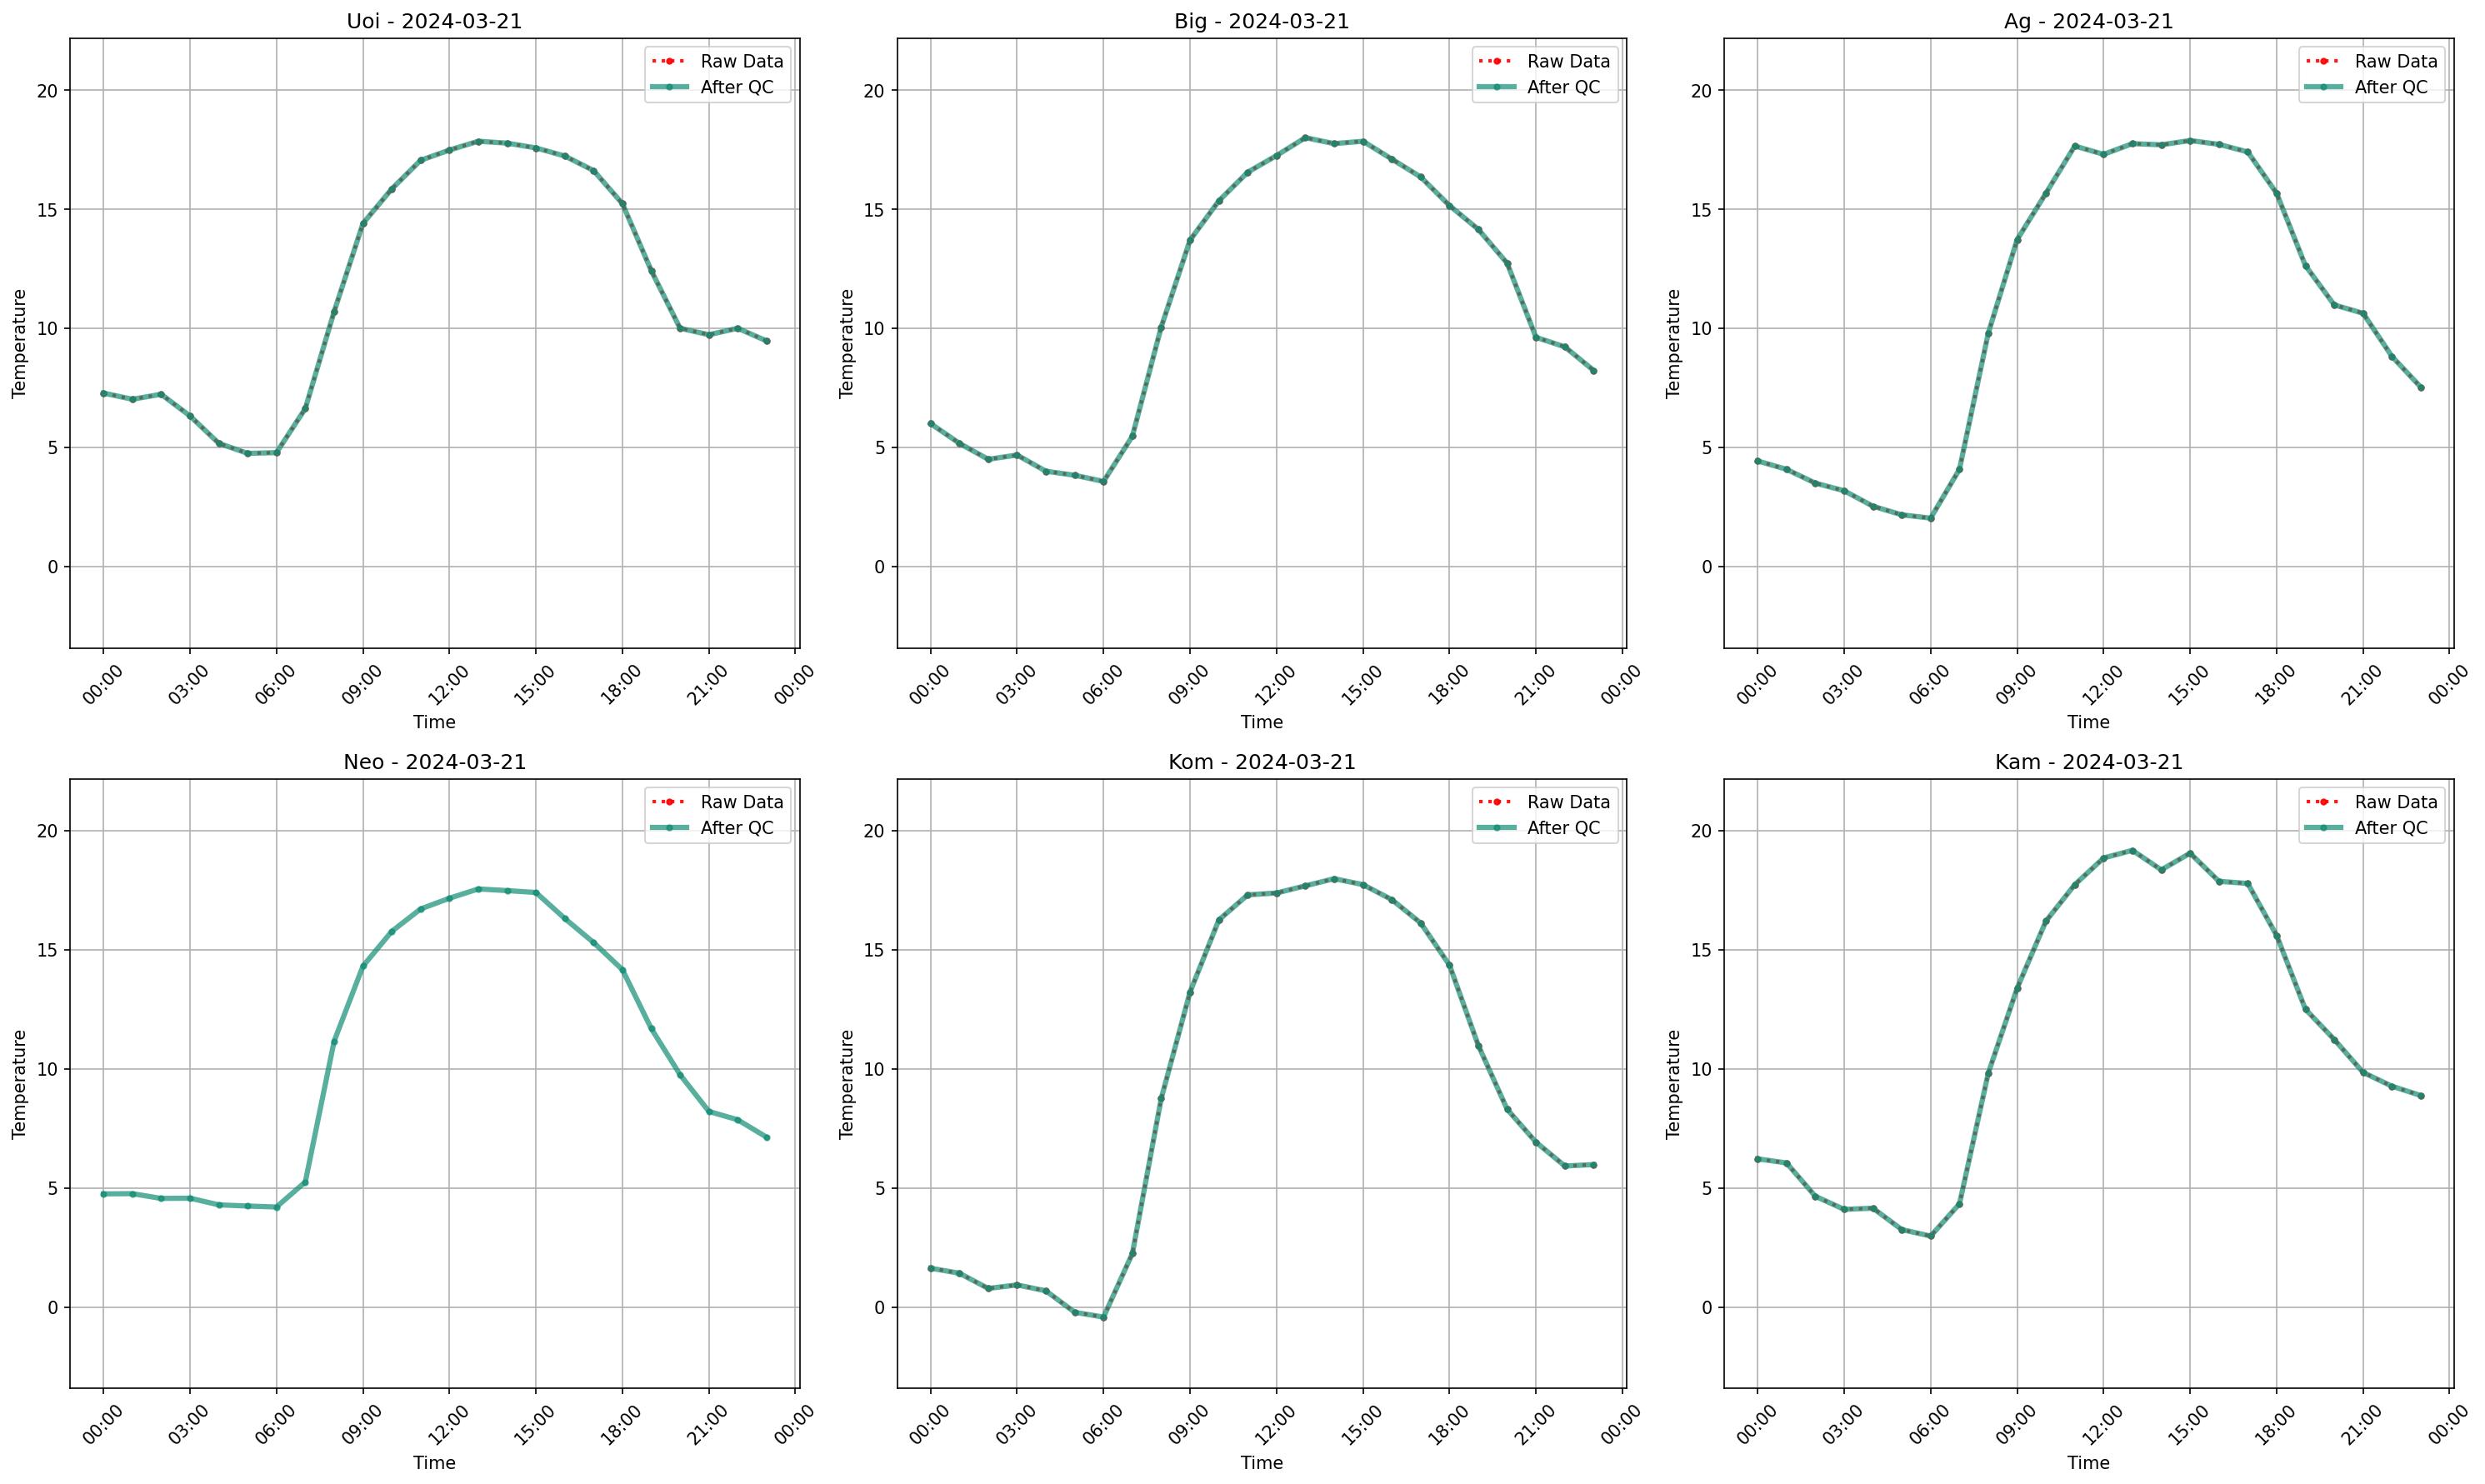 Uoi - 2024-03-21
Raw Data
After QC
Temperature
20
15
10
5
0
00:00
03:00
06:00
09:00
12:00
15:00
18:00
21:00
00:00
Time
Big - 2024-03-21
Raw Data
After QC
Temperature
20
15
10
5
0
00:00
03:00
06:00
09:00
12:00
15:00
18:00
21:00
00:00
Time
Ag - 2024-03-21
Raw Data
After QC
Temperature
20
15
10
5
0
00:00
03:00
06:00
09:00
12:00
15:00
18:00
21:00
00:00
Time
Neo - 2024-03-21
Raw Data
After QC
Temperature
20
15
10
5
0
00:00
03:00
06:00
09:00
12:00
15:00
18:00
21:00
00:00
Time
Kom - 2024-03-21
Raw Data
After QC
Temperature
20
15
10
5
0
00:00
03:00
06:00
09:00
12:00
15:00
18:00
21:00
00:00
Time
Kam - 2024-03-21
Raw Data
After QC
Temperature
20
15
10
5
0
00:00
03:00
06:00
09:00
12:00
15:00
18:00
21:00
00:00
Time